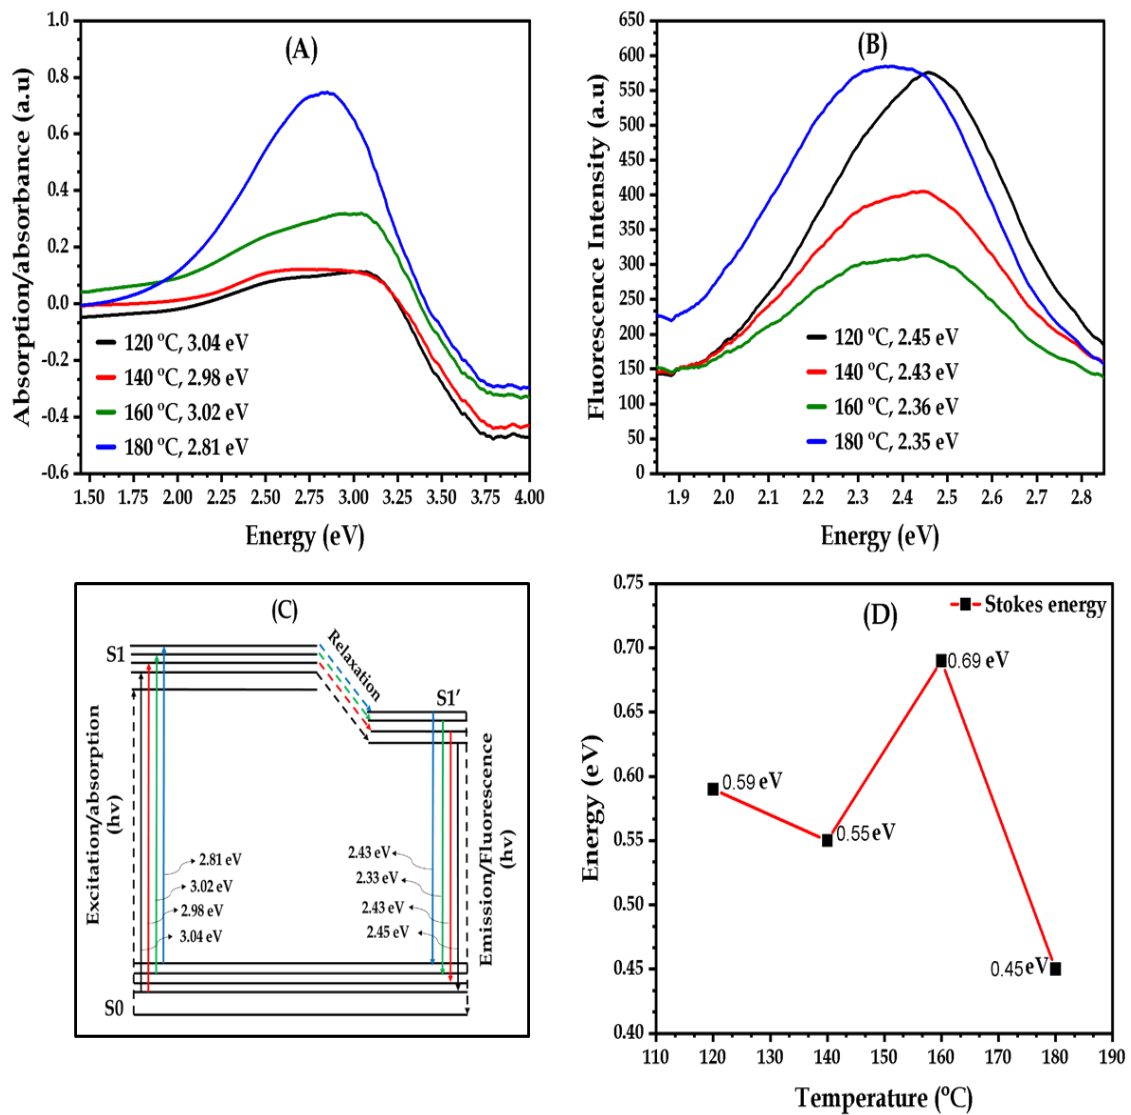 (A)
Absorption/absorbance (a.u)
1.0
0.8
0.6
0.4
0.2
0.0
-0.2
-0.4
-0.6
120 ºC, 3.04 eV
140 ºC, 2.98 eV
160 ºC, 3.02 eV
180 ºC, 2.81 eV
1.50 1.75 2.00 2.25 2.50 2.75 3.00 3.25 3.50 3.75 4.00
Energy (eV)
(B)
Fluorescence Intensity (a.u)
650
600
550
500
450
400
350
300
250
200
150
100
50
0
120 ºC, 2.45 eV
140 ºC, 2.43 eV
160 ºC, 2.36 eV
180 ºC, 2.35 eV
1.9 2.0 2.1 2.2 2.3 2.4 2.5 2.6 2.7 2.8
Energy (eV)
(C)
S1
Relaxation
S1′
Excitation/absorption
(hv)
Emission/Fluorescence
(hv)
2.81 eV
3.02 eV
2.98 eV
3.04 eV
2.43 eV
2.33 eV
2.43 eV
2.45 eV
S0
(D)
Stokes energy
Energy (eV)
0.75
0.70
0.65
0.60
0.55
0.50
0.45
0.40
0.59 eV
0.55 eV
0.69 eV
0.45 eV
110 120 130 140 150 160 170 180 190
Temperature (ºC)